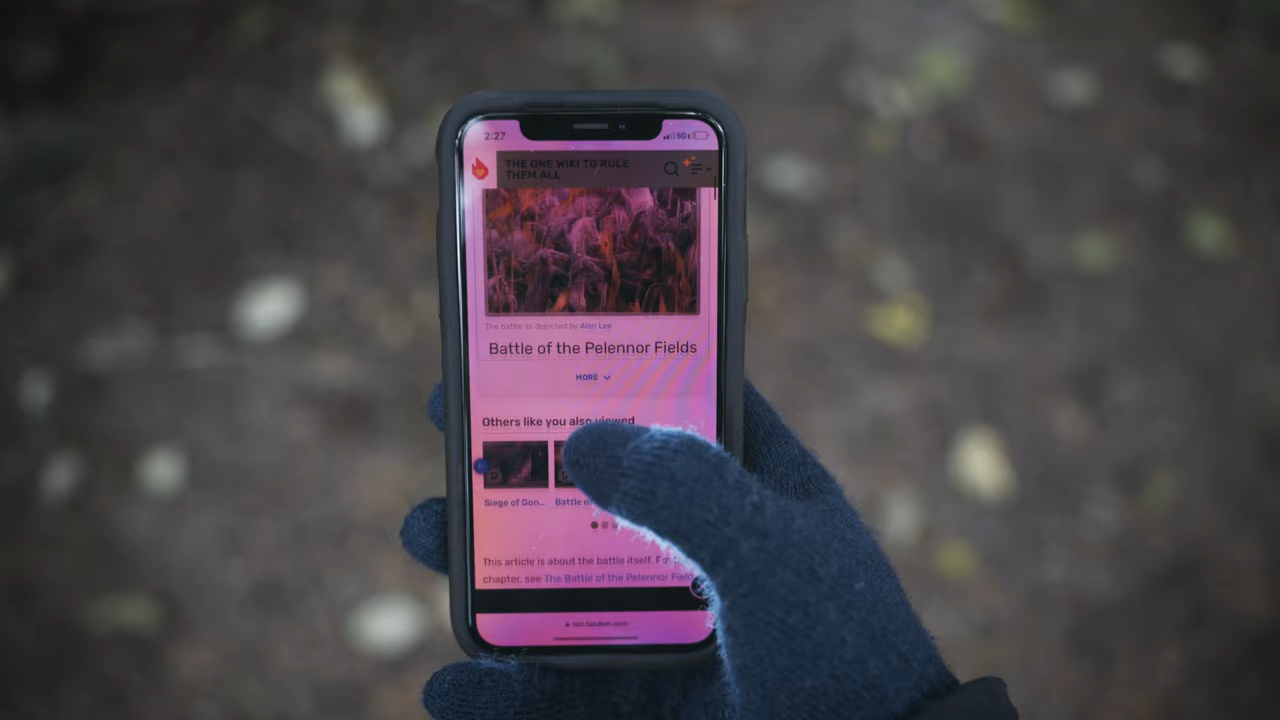 2:27
5G
THE ONE WIKI TO RULE
THEM ALL
The battle as depicted by Alan Lee
Battle of the Pelennor Fields
MORE
Others like you also viewed
Siege of Gon...
Battle o
This article is about the battle itself. Fo
chapter, see The Battle of the Pelennor Field
lotr.fandom.com